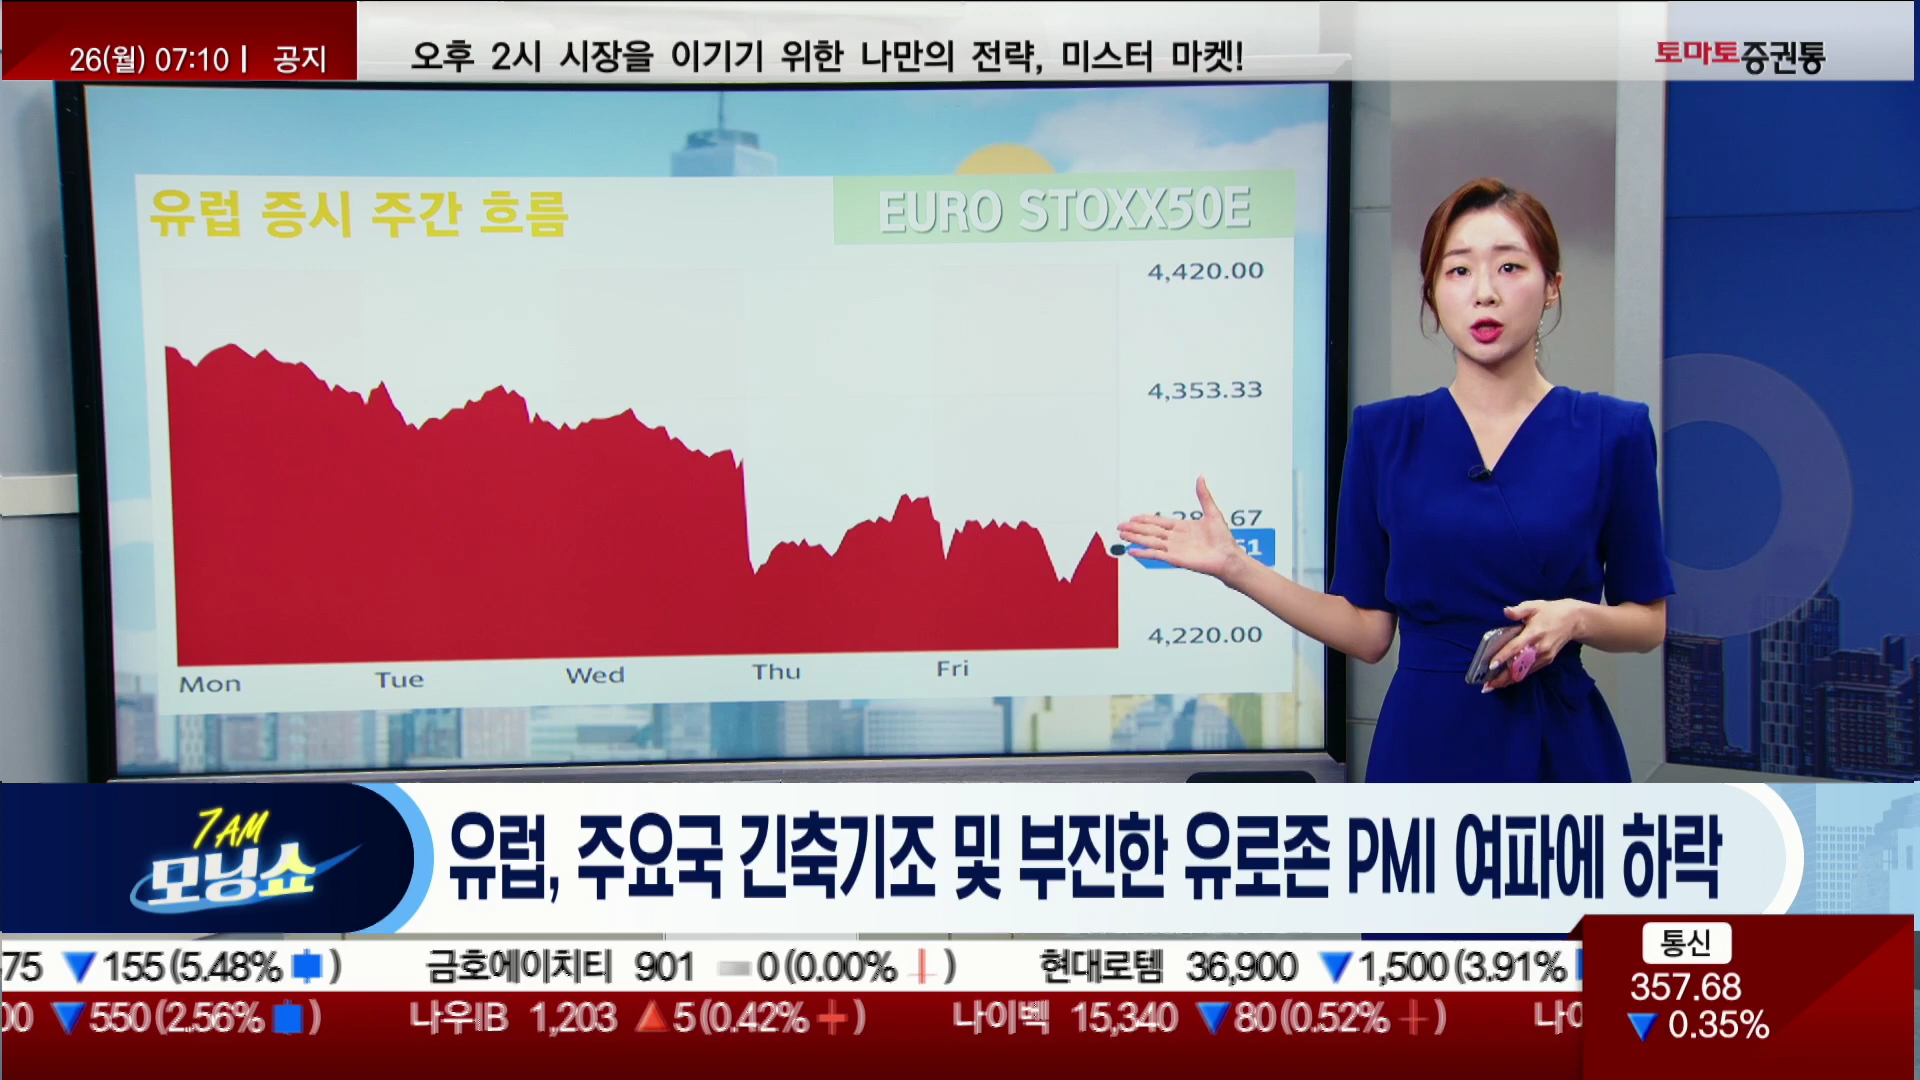 26(월) 07:10 | 공지
오후 2시 시장을 이기기 위한 나만의 전략, 미스터 마켓!
토마토증권통
유럽 증시 주간 흐름
EURO STOXX50E
4,420.00
4,353.33
67
51
4,220.00
Mon Tue Wed Thu Fri
7AM
모닝쇼
유럽, 주요국 긴축기조 및 부진한 유로존 PMI 여파에 하락
75 ▼155(5.48% ) 금호에이치티 901 0(0.00% ) 현대로템 36,900 ▼1,500(3.91%
00 ▼550(2.56% ) 나우IB 1,203 ▲5(0.42% ) 나이벡 15,340 ▼80(0.52% )
통신
357.68
▼ 0.35%